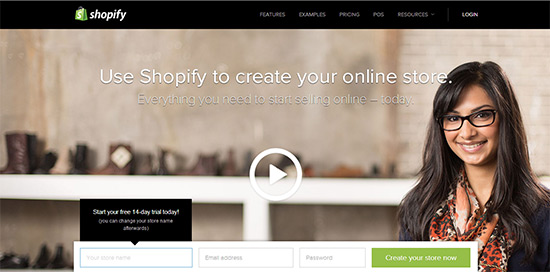 shopify
FEATURES EXAMPLES PRICING POS RESOURCES LOGIN
Use Shopify to create your online store.
Everything you need to start selling online – today.
Start your free 14-day trial today!
(you can change your store name
afterwards)
Your store name Email address Password Create your store now